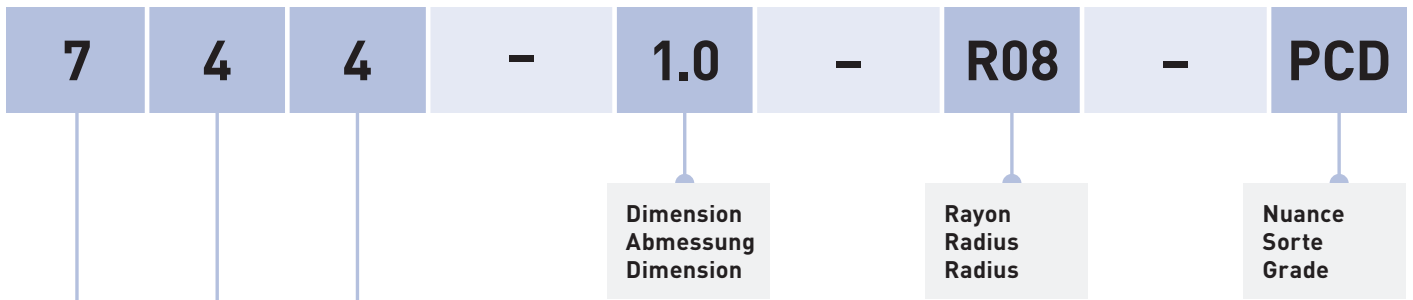 7 4 4 – 1.0 – R08 – PCD
Dimension
Abmessung
Dimension
Rayon
Radius
Radius
Nuance
Sorte
Grade